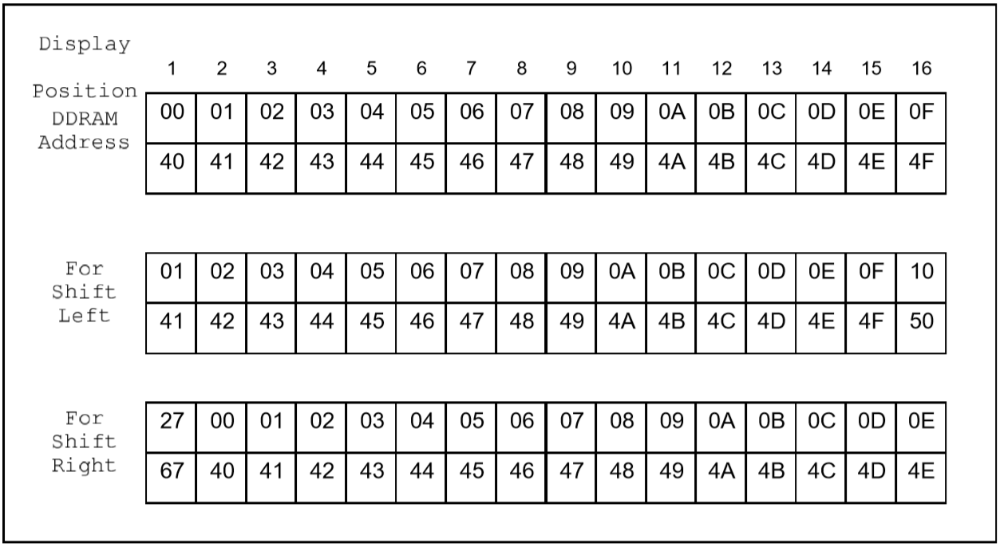 Display
1 2 3 4 5 6 7 8 9 10 11 12 13 14 15 16
Position
DDRAM
Address
00 01 02 03 04 05 06 07 08 09 0A 0B 0C 0D 0E 0F
40 41 42 43 44 45 46 47 48 49 4A 4B 4C 4D 4E 4F
For
Shift
Left
01 02 03 04 05 06 07 08 09 0A 0B 0C 0D 0E 0F 10
41 42 43 44 45 46 47 48 49 4A 4B 4C 4D 4E 4F 50
For
Shift
Right
27 00 01 02 03 04 05 06 07 08 09 0A 0B 0C 0D 0E
67 40 41 42 43 44 45 46 47 48 49 4A 4B 4C 4D 4E